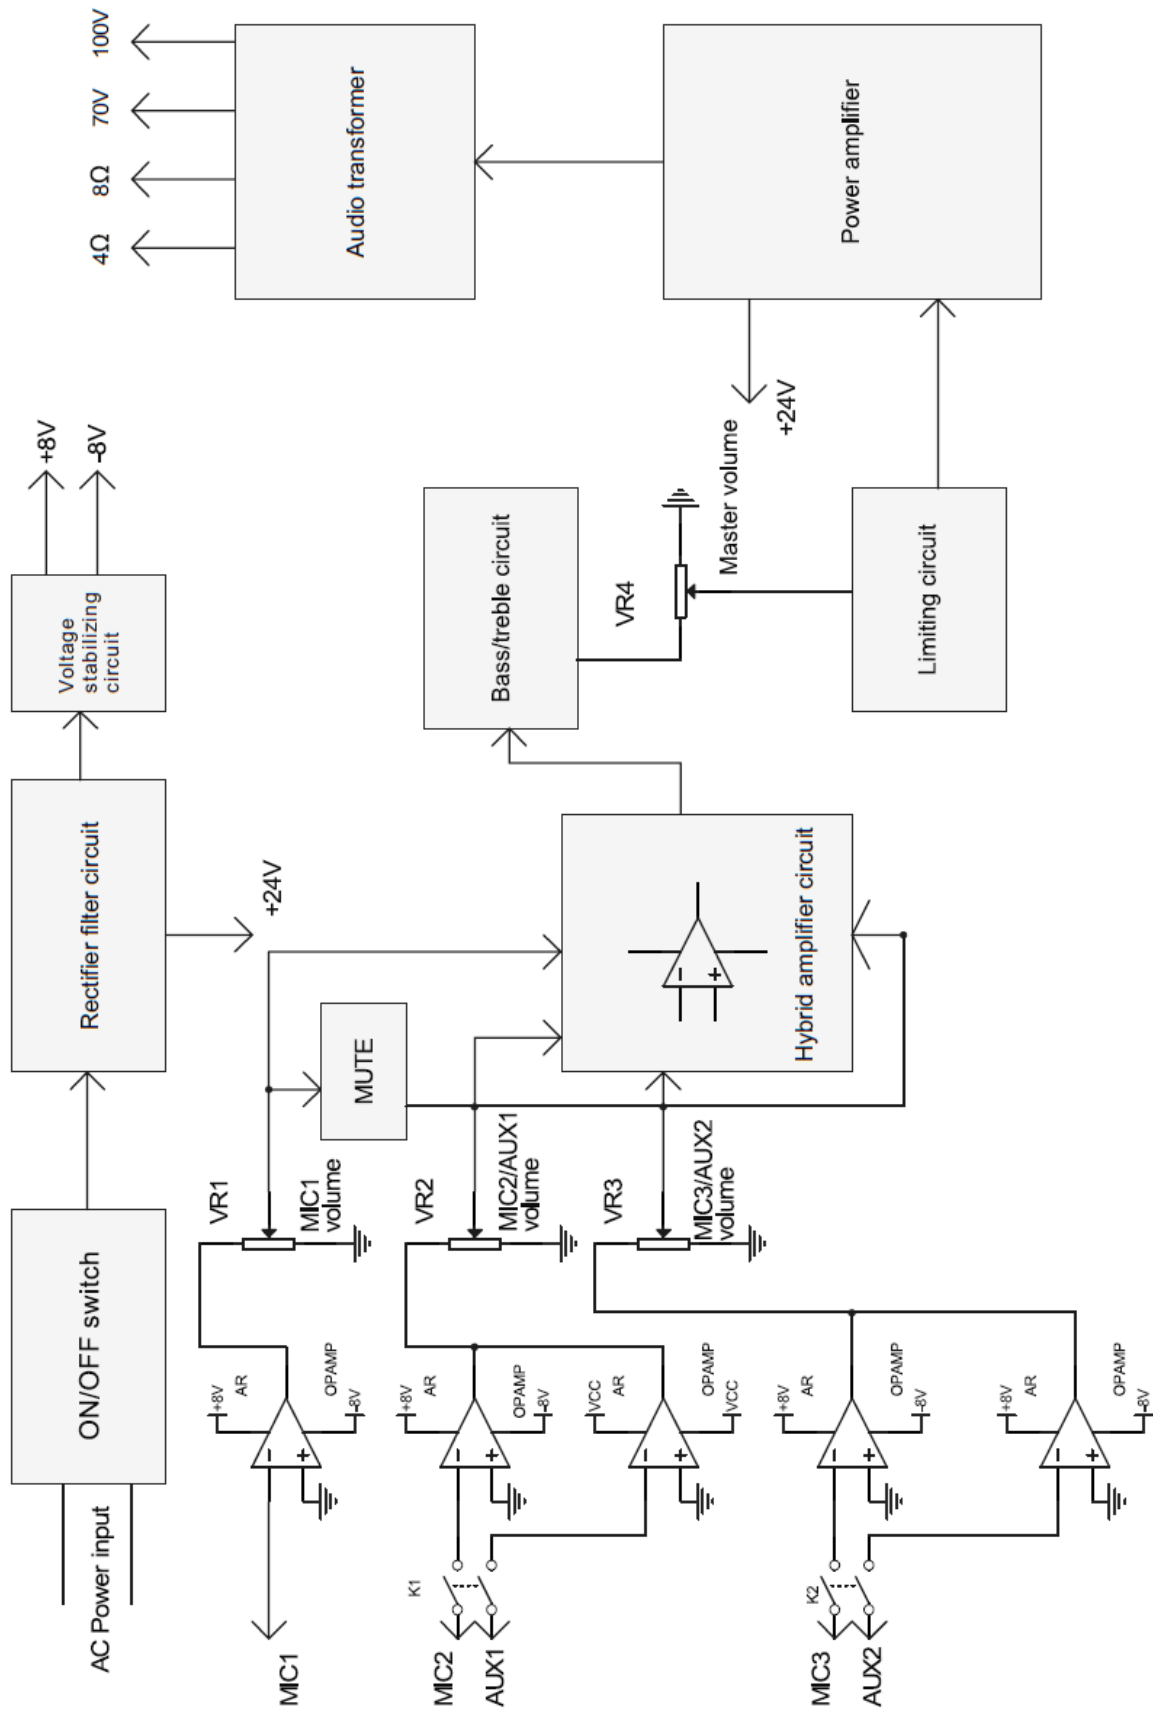 AC Power input
ON/OFF switch
Rectifier filter circuit
+24V
Voltage
stabilizing
circuit
+8V
-8V
MIC1
+8V
AR
OPAMP
-8V
VR1
MIC1
volume
MUTE
MIC2
AUX1
K1
+8V
AR
OPAMP
-8V
VCC
AR
OPAMP
VCC
VR2
MIC2/AUX1
volume
MIC3
AUX2
K2
+8V
AR
OPAMP
-8V
+8V
AR
OPAMP
-8V
VR3
MIC3/AUX2
volume
Hybrid amplifier circuit
Bass/treble circuit
VR4
Master volume
Limiting circuit
+24V
Power amplifier
Audio transformer
4Ω
8Ω
70V
100V